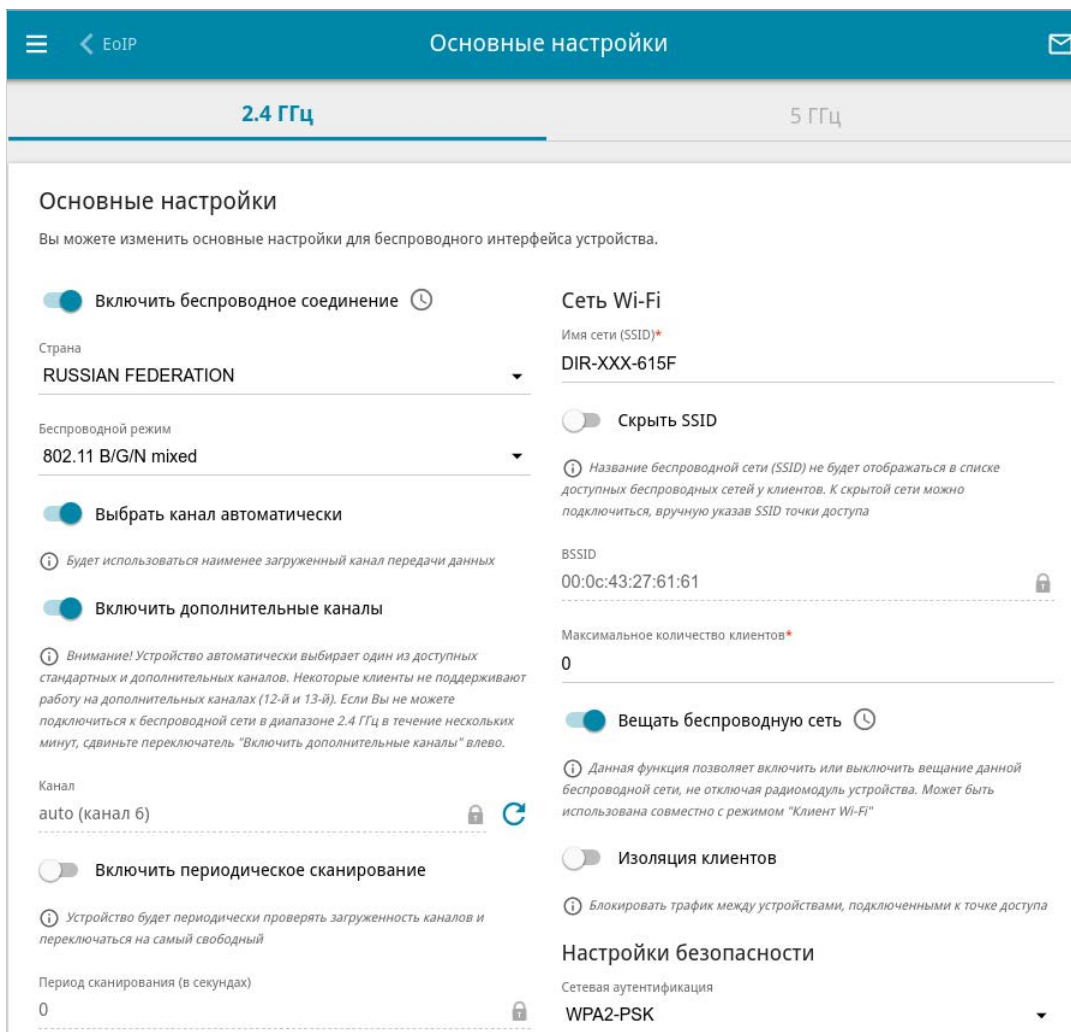 EoIP
Основные настройки
2.4 ГГц
5 ГГц
Основные настройки
Вы можете изменить основные настройки для беспроводного интерфейса устройства.
Включить беспроводное соединение
Страна
RUSSIAN FEDERATION
Беспроводной режим
802.11 B/G/N mixed
Выбрать канал автоматически
Будет использоваться наименее загруженный канал передачи данных
Включить дополнительные каналы
Внимание! Устройство автоматически выбирает один из доступных
стандартных и дополнительных каналов. Некоторые клиенты не поддерживают
работу на дополнительных каналах (12-й и 13-й). Если Вы не можете
подключиться к беспроводной сети в диапазоне 2.4 ГГц в течение нескольких
минут, сдвиньте переключатель "Включить дополнительные каналы" влево.
Канал
auto (канал 6)
Включить периодическое сканирование
Устройство будет периодически проверять загруженность каналов и
переключаться на самый свободный
Период сканирования (в секундах)
0
Сеть Wi-Fi
Имя сети (SSID)*
DIR-XXX-615F
Скрыть SSID
Название беспроводной сети (SSID) не будет отображаться в списке
доступных беспроводных сетей у клиентов. К скрытой сети можно
подключиться, вручную указав SSID точки доступа
BSSID
00:0c:43:27:61:61
Максимальное количество клиентов*
0
Вещать беспроводную сеть
Данная функция позволяет включить или выключить вещание данной
беспроводной сети, не отключая радиомодуль устройства. Может быть
использована совместно с режимом "Клиент Wi-Fi"
Изоляция клиентов
Блокировать трафик между устройствами, подключенными к точке доступа
Настройки безопасности
Сетевая аутентификация
WPA2-PSK